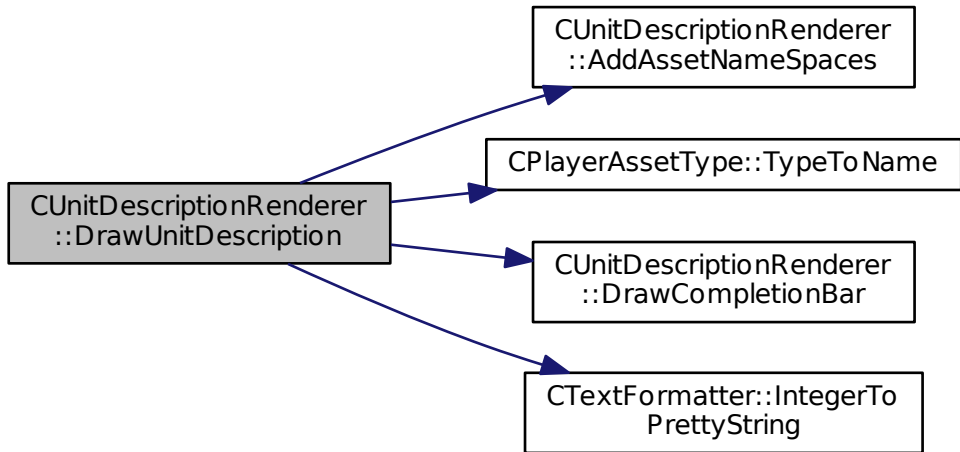 CUnitDescriptionRenderer
::DrawUnitDescription
CUnitDescriptionRenderer
::AddAssetNameSpaces
CPlayerAssetType::TypeToName
CUnitDescriptionRenderer
::DrawCompletionBar
CTextFormatter::IntegerTo
PrettyString